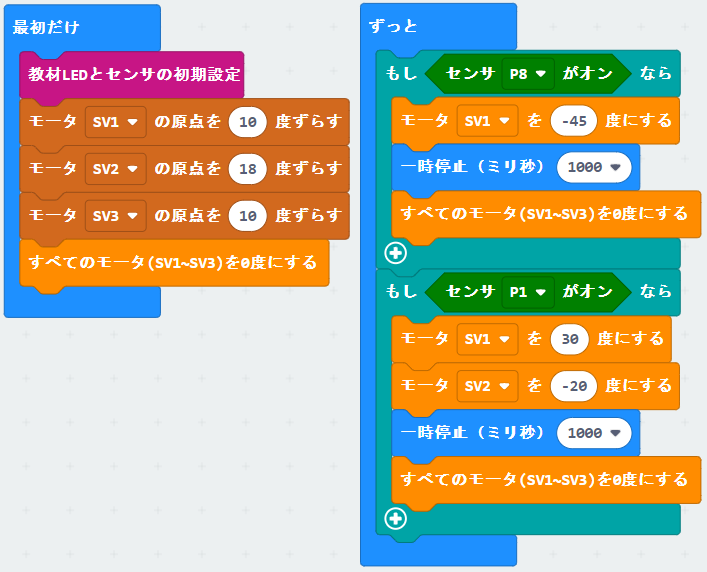 最初だけ
教材LEDとセンサの初期設定
モータ SV1 の原点を 10 度ずらす
モータ SV2 の原点を 18 度ずらす
モータ SV3 の原点を 10 度ずらす
すべてのモータ(SV1~SV3)を0度にする
ずっと
もし センサ P8 がオン なら
モータ SV1 を -45 度にする
一時停止（ミリ秒） 1000
すべてのモータ(SV1~SV3)を0度にする
もし センサ P1 がオン なら
モータ SV1 を 30 度にする
モータ SV2 を -20 度にする
一時停止（ミリ秒） 1000
すべてのモータ(SV1~SV3)を0度にする